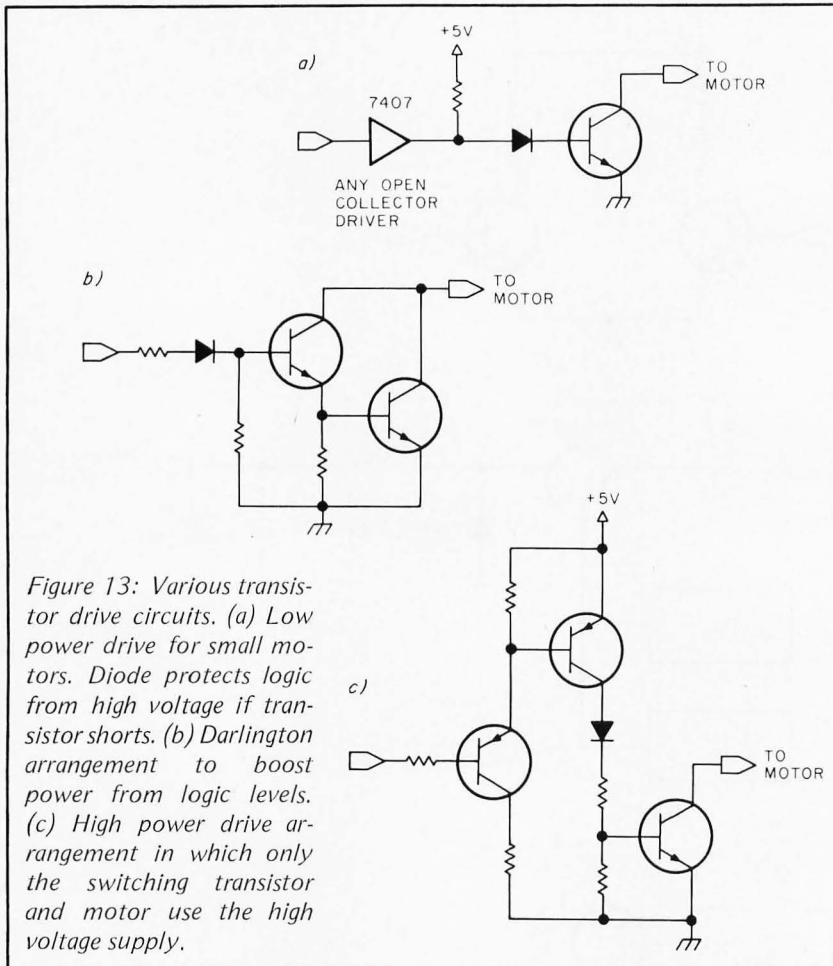 a)
+5V
TO
MOTOR
7407
ANY OPEN
COLLECTOR
DRIVER
b)
TO
MOTOR
+5V
Figure 13: Various transis-
tor drive circuits. (a) Low
power drive for small mo-
tors. Diode protects logic
from high voltage if tran-
sistor shorts. (b) Darlington
arrangement to boost
power from logic levels.
(c) High power drive ar-
rangement in which only
the switching transistor
and motor use the high
voltage supply.
c)
TO
MOTOR